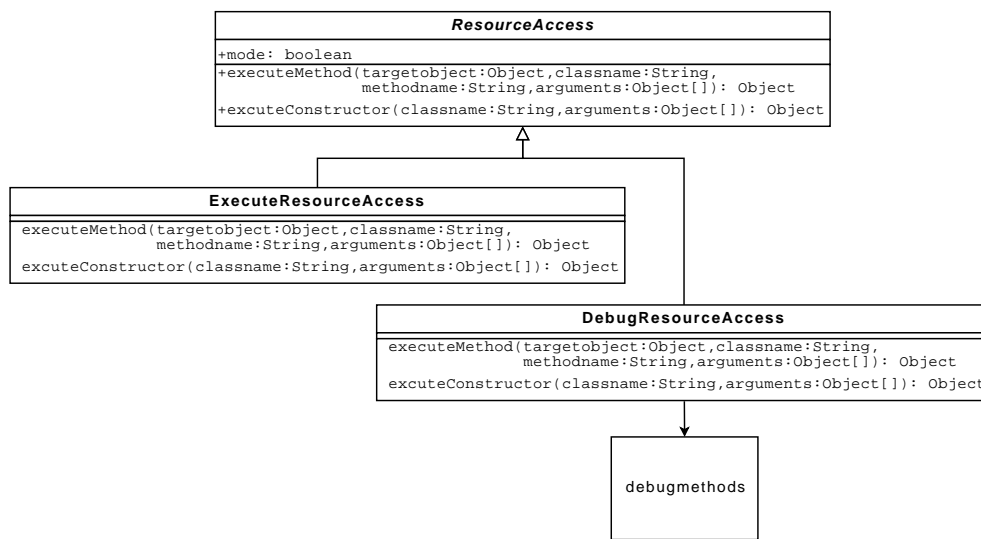 ResourceAccess
+mode: boolean
+executeMethod(targetobject:Object,classname:String,
methodname:String,arguments:Object[]): Object
+excuteConstructor(classname:String,arguments:Object[]): Object
ExecuteResourceAccess
executeMethod(targetobject:Object,classname:String,
methodname:String,arguments:Object[]): Object
excuteConstructor(classname:String,arguments:Object[]): Object
DebugResourceAccess
executeMethod(targetobject:Object,classname:String,
methodname:String,arguments:Object[]): Object
excuteConstructor(classname:String,arguments:Object[]): Object
debugmethods